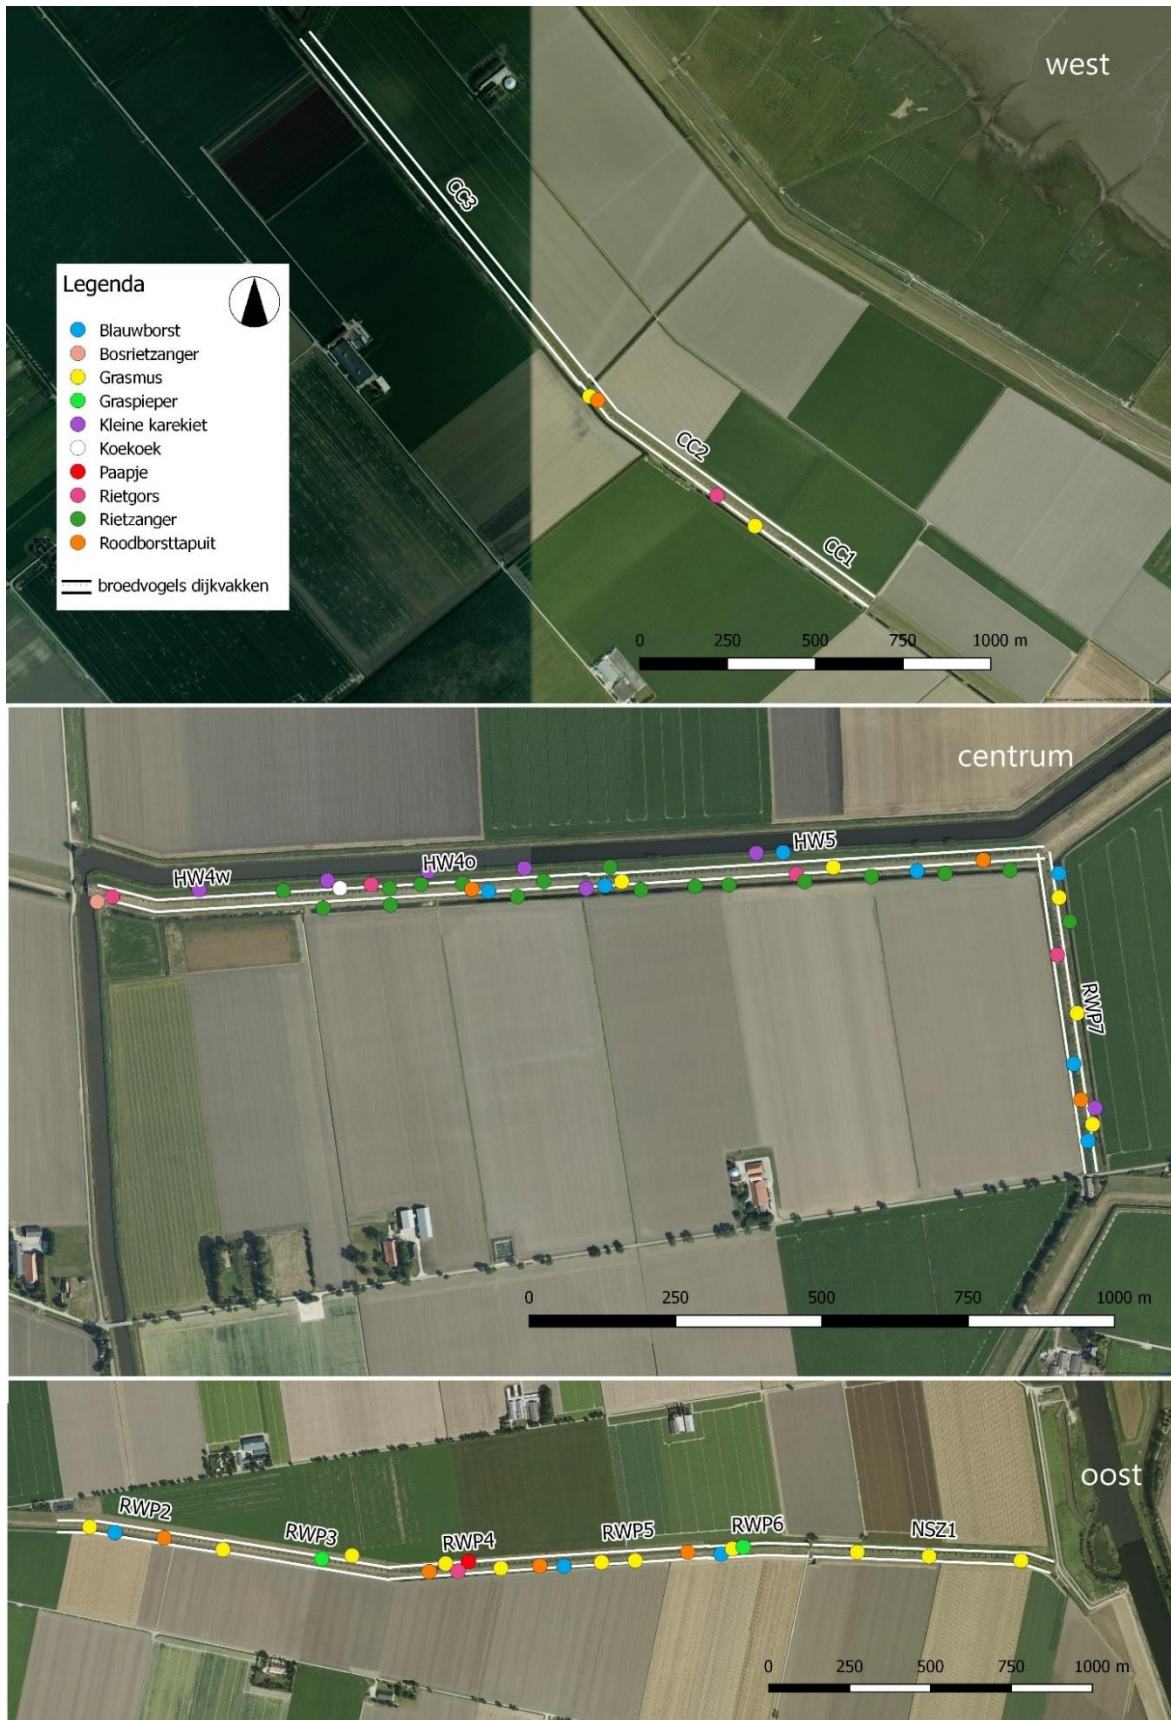 west
CC3
Legenda
Blauwborst
Bosrietzanger
Grasmus
Graspieper
Kleine karekiet
Koekoek
Paapje
Rietgors
Rietzanger
Roodborsttapuit
broedvogels dijkvakken
CC2
CC1
0 250 500 750 1000 m
centrum
HW4w
HW4o
HW5
RWP7
0 250 500 750 1000 m
oost
RWP2
RWP3
RWP4
RWP5
RWP6
NSZ1
0 250 500 750 1000 m